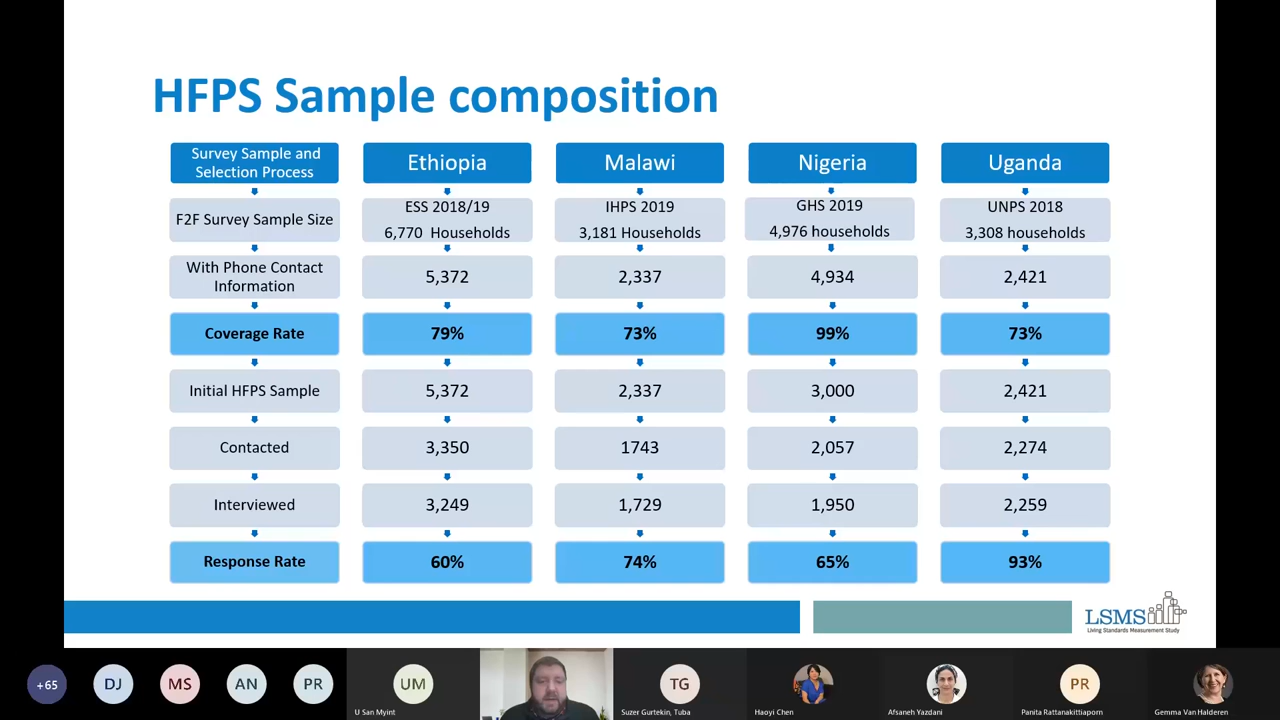 HFPS Sample composition
Survey Sample and
Selection Process
Ethiopia
Malawi
Nigeria
Uganda
F2F Survey Sample Size
ESS 2018/19
6,770 Households
IHPS 2019
3,181 Households
GHS 2019
4,976 households
UNPS 2018
3,308 households
With Phone Contact
Information
5,372
2,337
4,934
2,421
Coverage Rate
79%
73%
99%
73%
Initial HFPS Sample
5,372
2,337
3,000
2,421
Contacted
3,350
1743
2,057
2,274
Interviewed
3,249
1,729
1,950
2,259
Response Rate
60%
74%
65%
93%
LSMS
Living Standards Measurement Study
+65
DJ
MS
AN
PR
UM
U San Myint
TG
Suzer Gurtekin, Tuba
Haoyi Chen
Afsaneh Yazdani
PR
Panita Rattanakittiaporn
Gemma Van Halderen